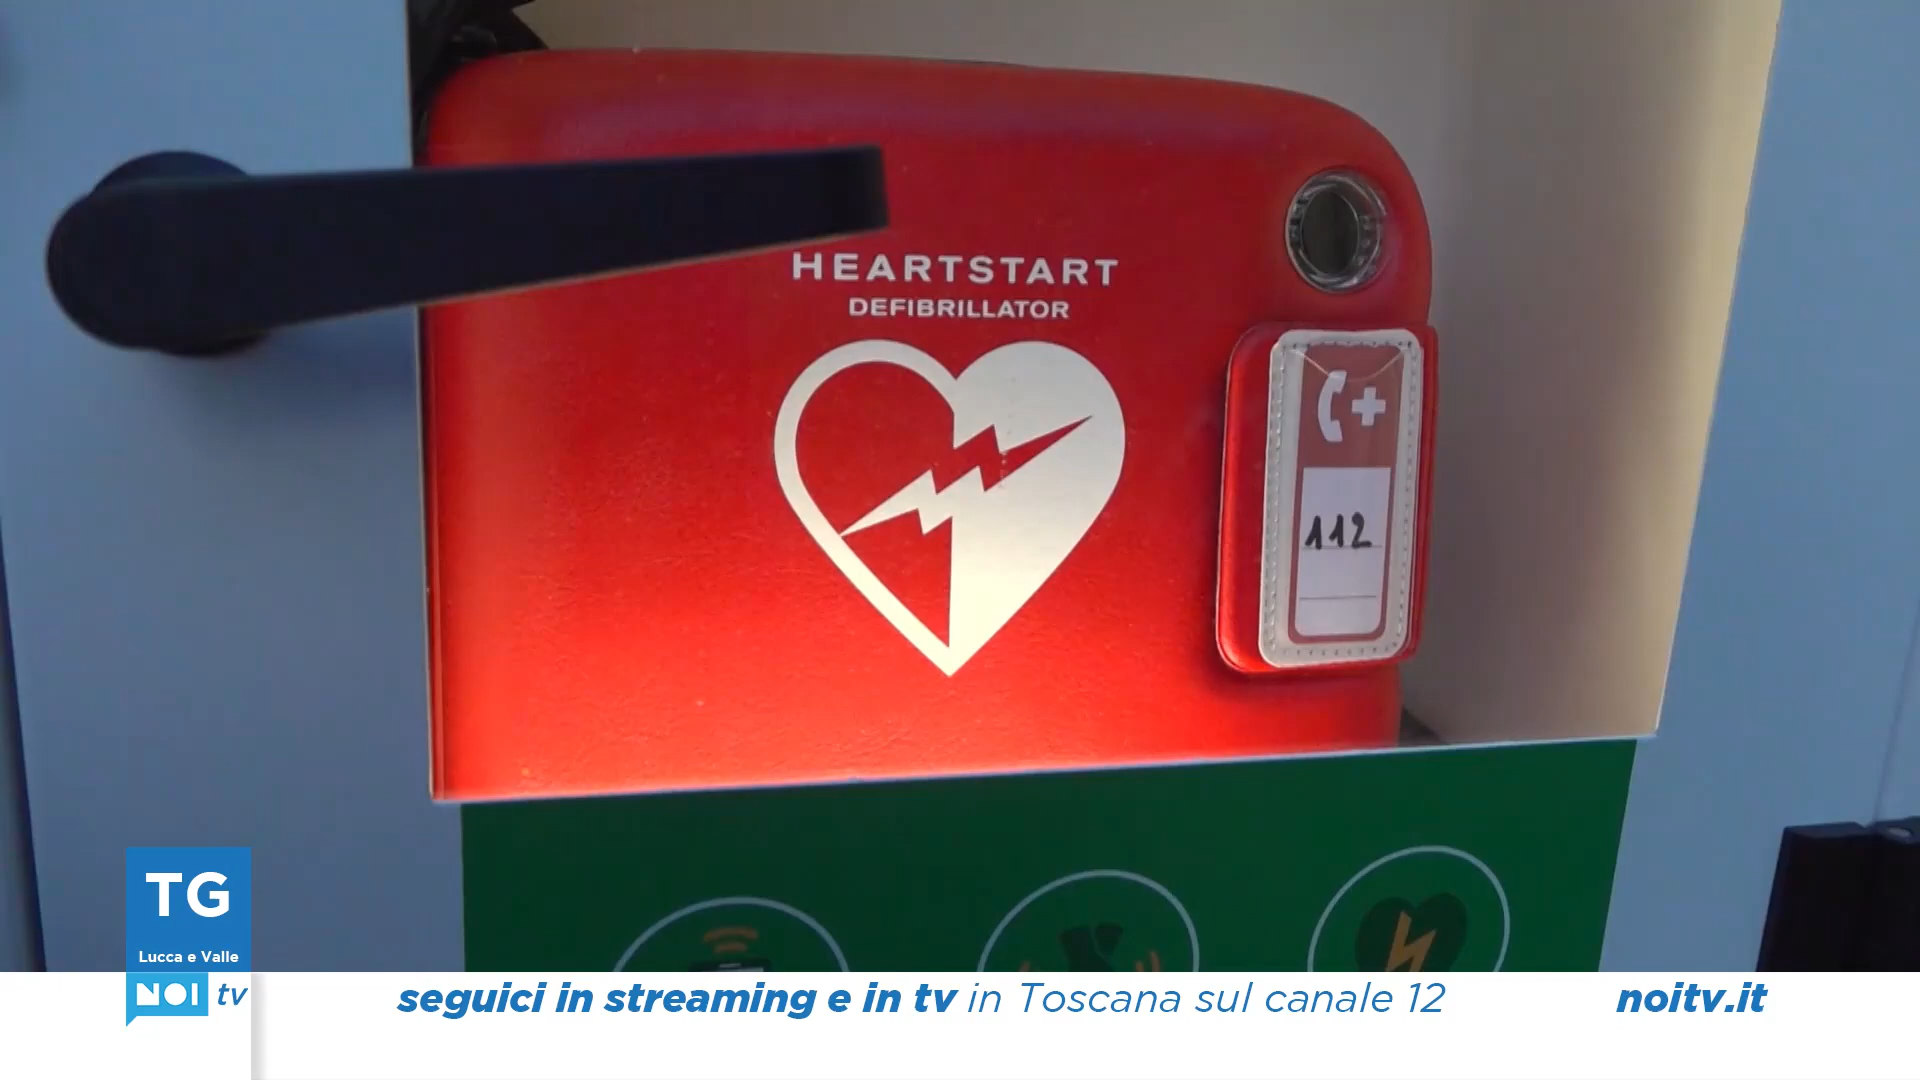 HEARTSTART
DEFIBRILLATOR
112
TG
Lucca e Valle
NOI tv
seguici in streaming e in tv in Toscana sul canale 12
noitv.it